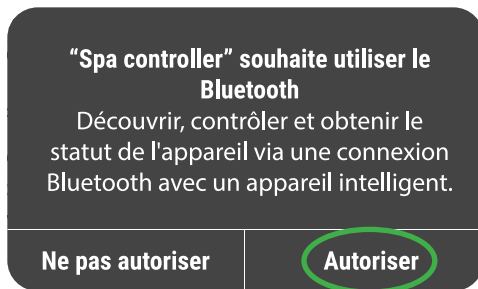 “Spa controller” souhaite utiliser le
Bluetooth
Découvrir, contrôler et obtenir le
statut de l'appareil via une connexion
Bluetooth avec un appareil intelligent.
Ne pas autoriser
Autoriser